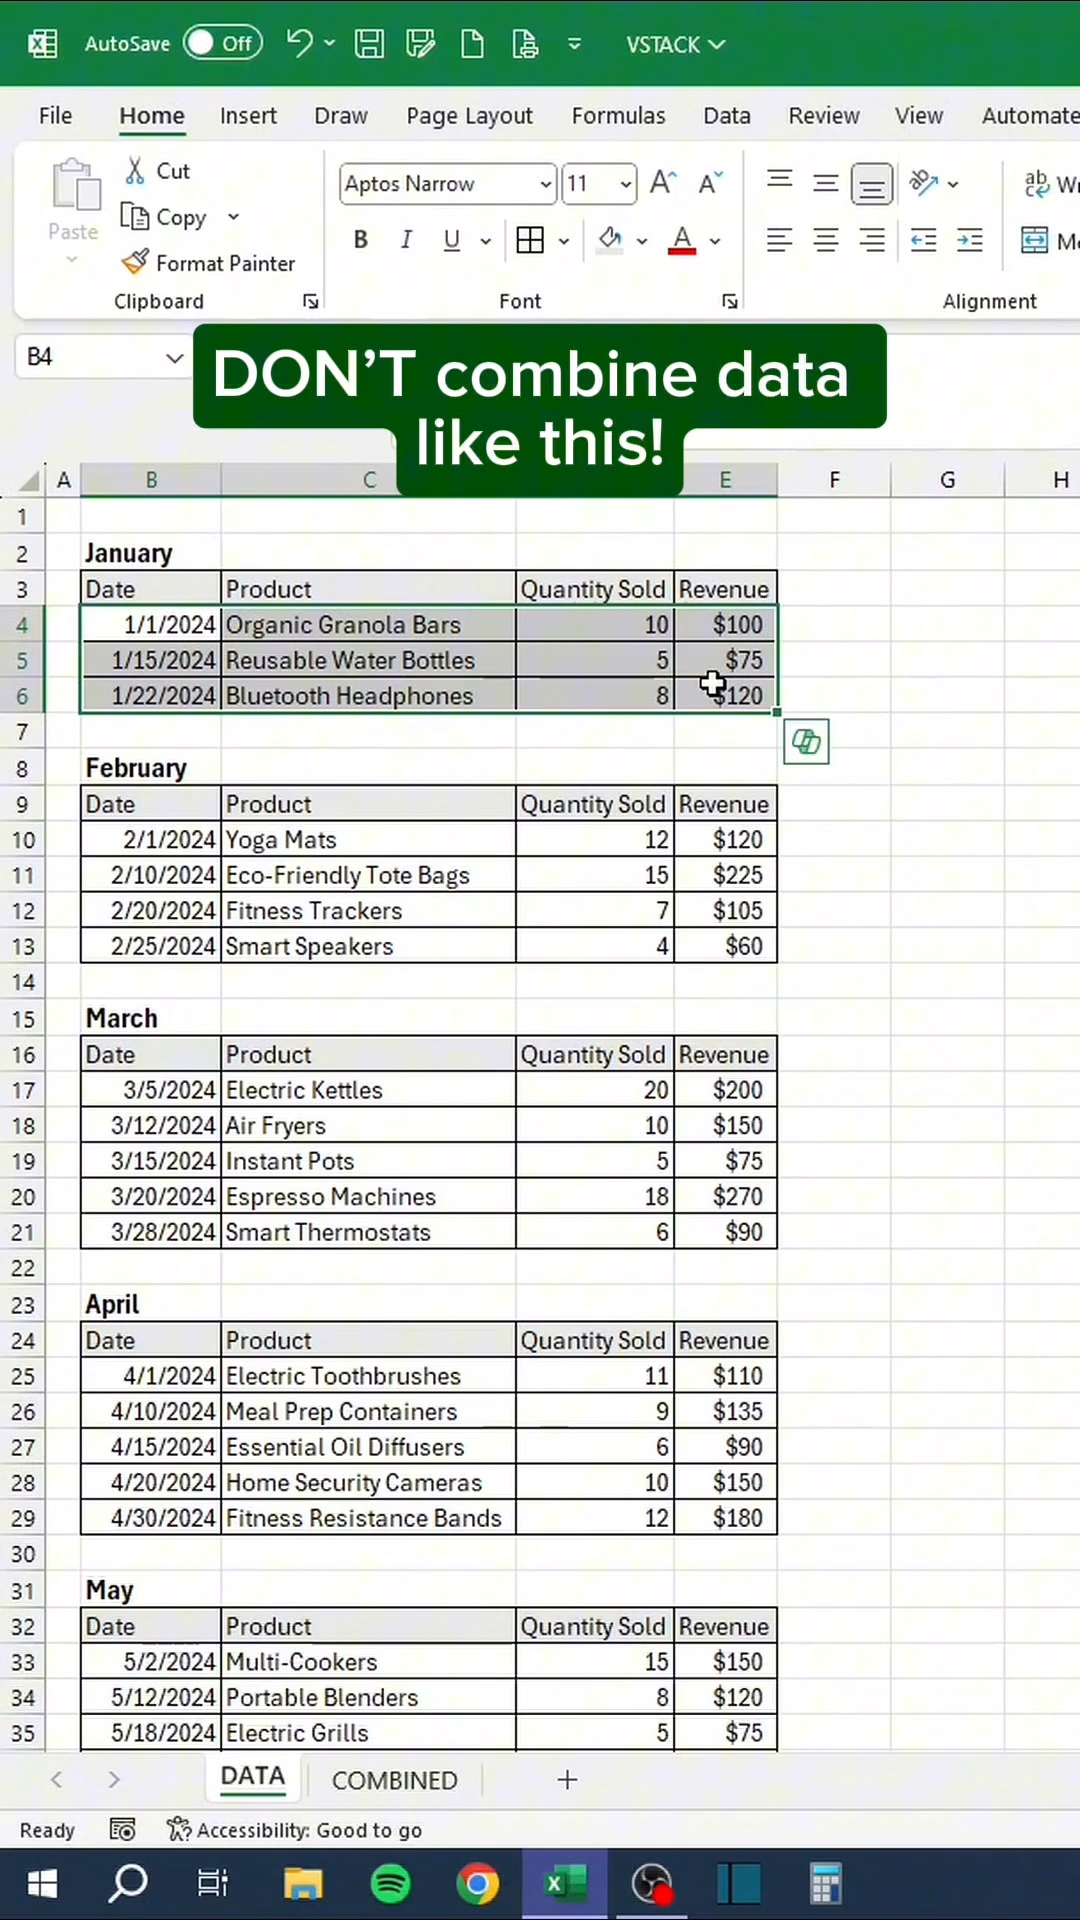 AutoSave Off VSTACK
File Home Insert Draw Page Layout Formulas Data Review View Automate
Paste
Cut
Copy
Format Painter
Clipboard
Aptos Narrow 11
B I U A
Font
ab
Alignment
B4
DON'T combine data
like this!
A B C E F G H
1
2 January
3 Date Product Quantity Sold Revenue
4 1/1/2024 Organic Granola Bars 10 $100
5 1/15/2024 Reusable Water Bottles 5 $75
6 1/22/2024 Bluetooth Headphones 8 $120
7
8 February
9 Date Product Quantity Sold Revenue
10 2/1/2024 Yoga Mats 12 $120
11 2/10/2024 Eco-Friendly Tote Bags 15 $225
12 2/20/2024 Fitness Trackers 7 $105
13 2/25/2024 Smart Speakers 4 $60
14
15 March
16 Date Product Quantity Sold Revenue
17 3/5/2024 Electric Kettles 20 $200
18 3/12/2024 Air Fryers 10 $150
19 3/15/2024 Instant Pots 5 $75
20 3/20/2024 Espresso Machines 18 $270
21 3/28/2024 Smart Thermostats 6 $90
22
23 April
24 Date Product Quantity Sold Revenue
25 4/1/2024 Electric Toothbrushes 11 $110
26 4/10/2024 Meal Prep Containers 9 $135
27 4/15/2024 Essential Oil Diffusers 6 $90
28 4/20/2024 Home Security Cameras 10 $150
29 4/30/2024 Fitness Resistance Bands 12 $180
30
31 May
32 Date Product Quantity Sold Revenue
33 5/2/2024 Multi-Cookers 15 $150
34 5/12/2024 Portable Blenders 8 $120
35 5/18/2024 Electric Grills 5 $75
DATA COMBINED
Ready Accessibility: Good to go